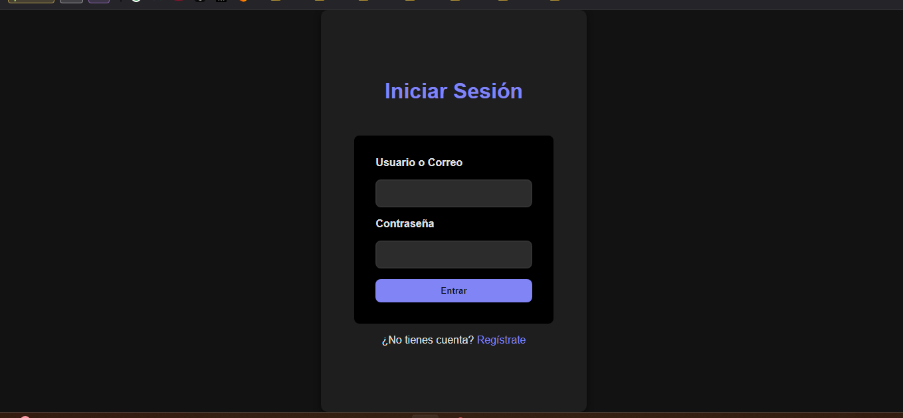 Iniciar Sesión
Usuario o Correo
Contraseña
Entrar
¿No tienes cuenta? Regístrate